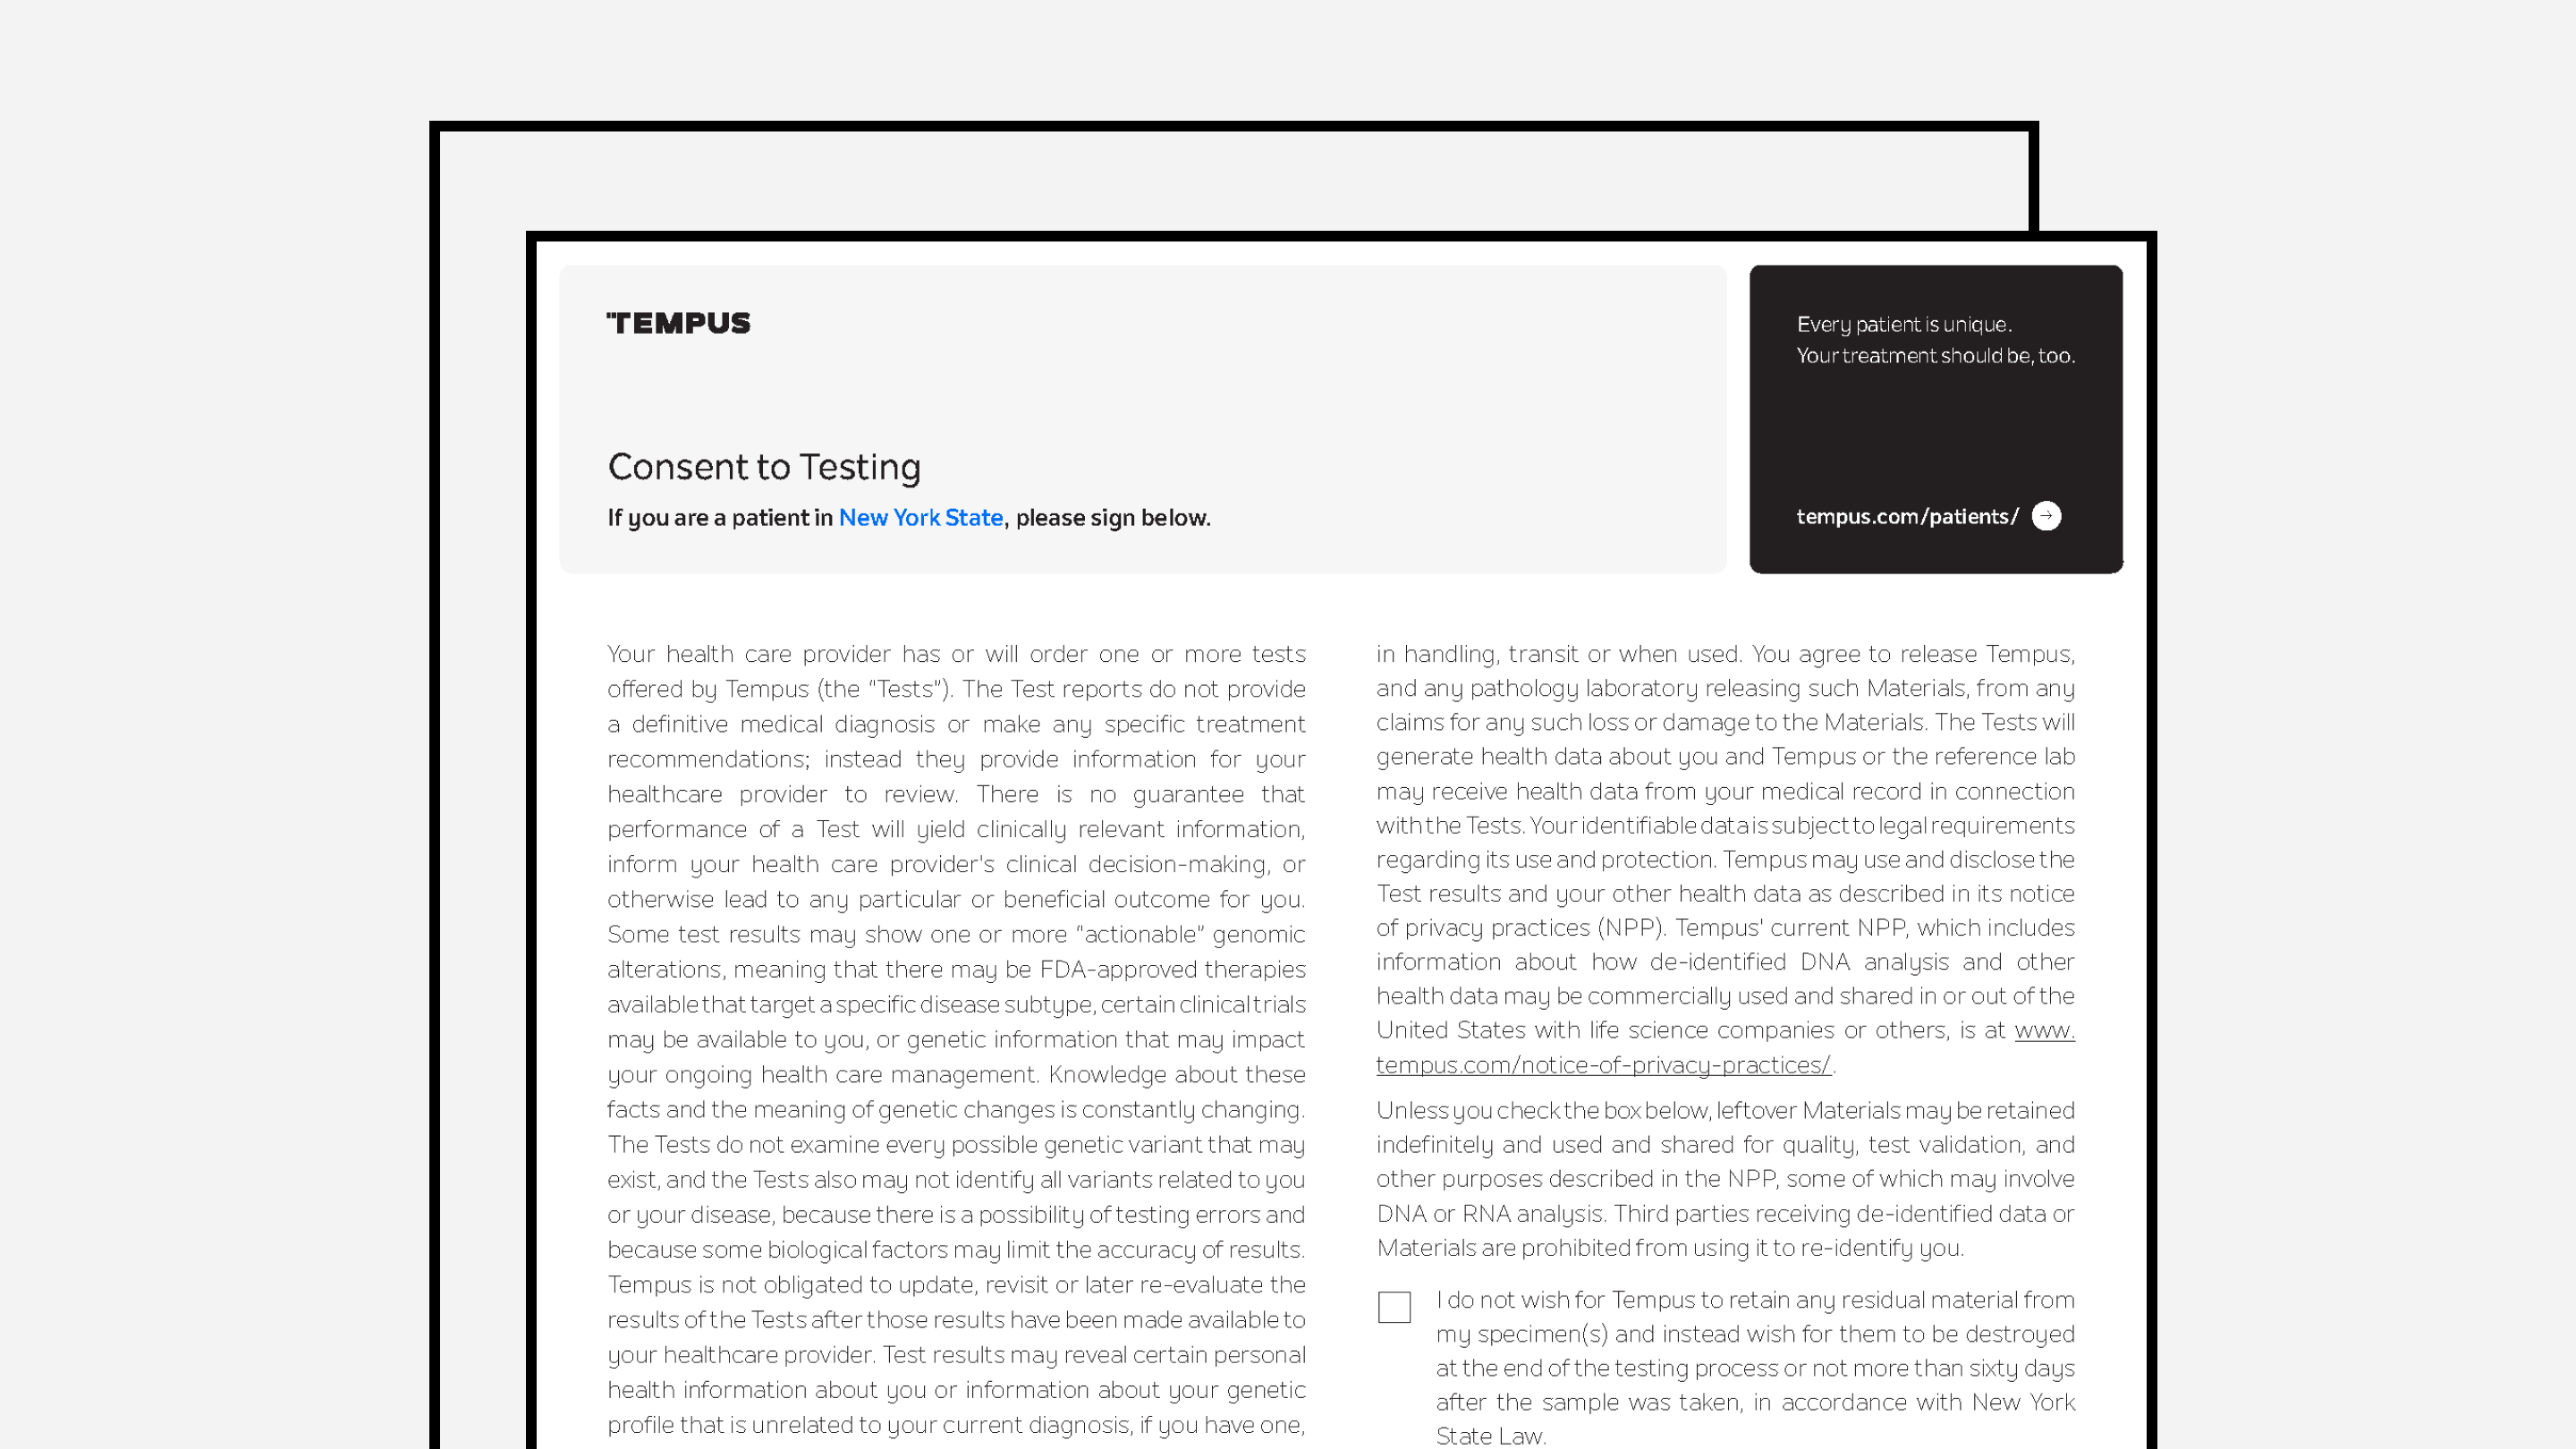 TEMPUS
Consent to Testing
If you are a patient in New York State, please sign below.
Every patient is unique.
Your treatment should be, too.
tempus.com/patients/
Your health care provider has or will order one or more tests
offered by Tempus (the "Tests"). The Test reports do not provide
a definitive medical diagnosis or make any specific treatment
recommendations; instead they provide information for your
healthcare provider to review. There is no guarantee that
performance of a Test will yield clinically relevant information,
inform your health care provider's clinical decision-making, or
otherwise lead to any particular or beneficial outcome for you.
Some test results may show one or more "actionable" genomic
alterations, meaning that there may be FDA-approved therapies
available that target a specific disease subtype, certain clinical trials
may be available to you, or genetic information that may impact
your ongoing health care management. Knowledge about these
facts and the meaning of genetic changes is constantly changing.
The Tests do not examine every possible genetic variant that may
exist, and the Tests also may not identify all variants related to you
or your disease, because there is a possibility of testing errors and
because some biological factors may limit the accuracy of results.
Tempus is not obligated to update, revisit or later re-evaluate the
results of the Tests after those results have been made available to
your healthcare provider. Test results may reveal certain personal
health information about you or information about your genetic
profile that is unrelated to your current diagnosis, if you have one,
in handling, transit or when used. You agree to release Tempus,
and any pathology laboratory releasing such Materials, from any
claims for any such loss or damage to the Materials. The Tests will
generate health data about you and Tempus or the reference lab
may receive health data from your medical record in connection
with the Tests. Your identifiable data is subject to legal requirements
regarding its use and protection. Tempus may use and disclose the
Test results and your other health data as described in its notice
of privacy practices (NPP). Tempus' current NPP, which includes
information about how de-identified DNA analysis and other
health data may be commercially used and shared in or out of the
United States with life science companies or others, is at www.
tempus.com/notice-of-privacy-practices/.
Unless you check the box below, leftover Materials may be retained
indefinitely and used and shared for quality, test validation, and
other purposes described in the NPP, some of which may involve
DNA or RNA analysis. Third parties receiving de-identified data or
Materials are prohibited from using it to re-identify you.
I do not wish for Tempus to retain any residual material from
my specimen(s) and instead wish for them to be destroyed
at the end of the testing process or not more than sixty days
after the sample was taken, in accordance with New York
State Law.